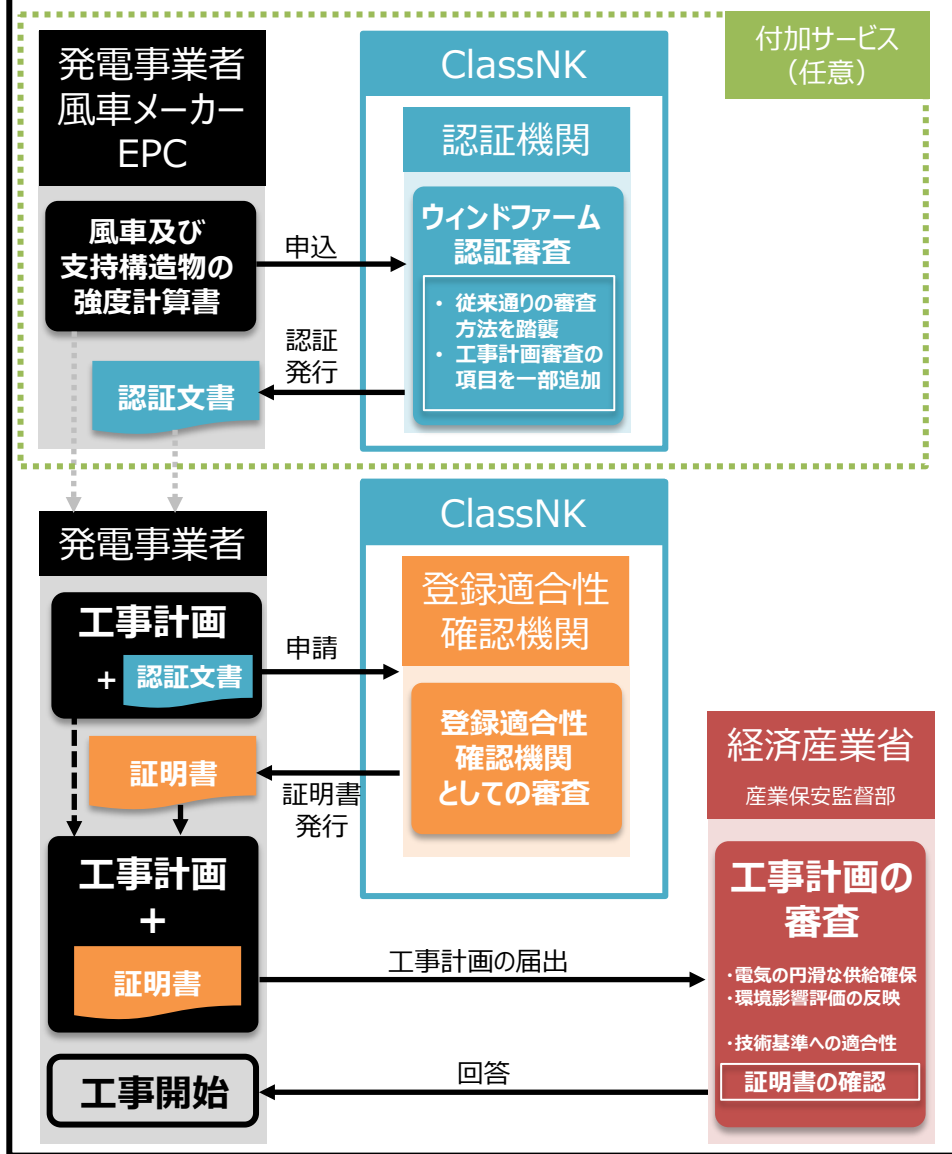 付加サービス
（任意）
発電事業者
風車メーカー
EPC
ClassNK
認証機関
風車及び
支持構造物の
強度計算書
申込
ウィンドファーム
認証審査
・ 従来通りの審査
方法を踏襲
・ 工事計画審査の
項目を一部追加
認証
発行
認証文書
発電事業者
ClassNK
登録適合性
確認機関
工事計画
+ 認証文書
申請
登録適合性
確認機関
としての審査
証明書
証明書
発行
経済産業省
産業保安監督部
工事計画
+
証明書
工事計画の届出
工事計画の
審査
・電気の円滑な供給確保
・環境影響評価の反映
・技術基準への適合性
証明書の確認
回答
工事開始